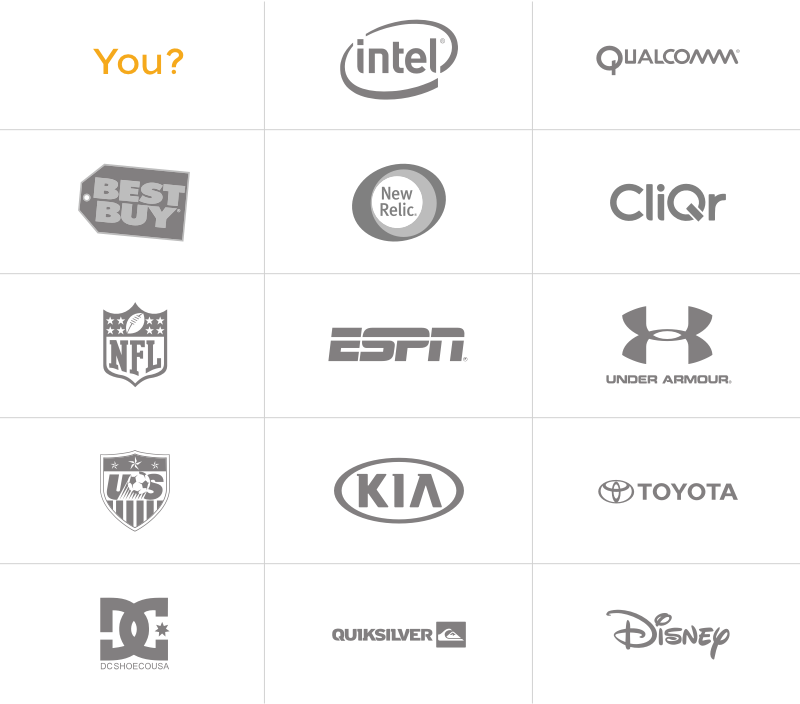 You?
intel®
QUALCOMM®
BEST
BUY®
New
Relic.
CliQr
NFL
ESPN®
UNDER ARMOUR®
US
KIA
TOYOTA
DC
DCSHOECOUSA
QUIKSILVER
Disney